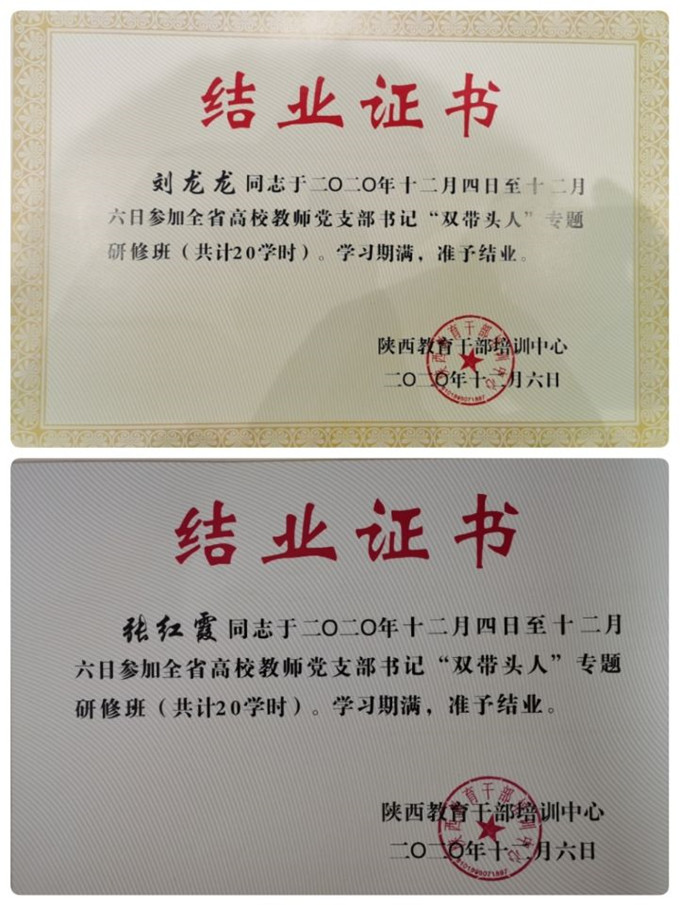 结业证书
刘龙龙同志于二〇二〇年十二月四日至十二月
六日参加全省高校教师党支部书记“双带头人”专题
研修班（共计20学时）。学习期满，准予结业。
陕西教育干部培训中心
二〇二〇年十二月六日
结业证书
张红霞同志于二〇二〇年十二月四日至十二月
六日参加全省高校教师党支部书记“双带头人”专题
研修班（共计20学时）。学习期满，准予结业。
陕西教育干部培训中心
二〇二〇年十二月六日